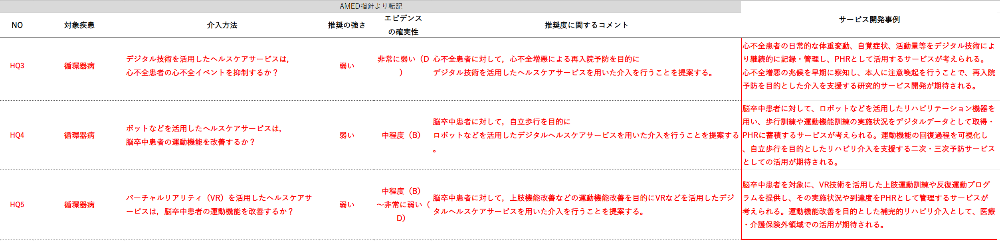 AMED指針より転記
NO
対象疾患
介入方法
推奨の強さ
エビデンス
の確実性
推奨度に関するコメント
サービス開発事例
HQ3
循環器病
デジタル技術を活用したヘルスケアサービスは，
心不全患者の心不全イベントを抑制するか？
弱い
非常に弱い（D
）
心不全患者に対して，心不全増悪による再入院予防を目的に
デジタル技術を活用したヘルスケアサービスを用いた介入を行うことを提案する。
心不全患者の日常的な体重変動、自覚症状、活動量等をデジタル技術によ
り継続的に記録・管理し、PHRとして活用するサービスが考えられる。
心不全増悪の兆候を早期に察知し、本人に注意喚起を行うことで、再入院
予防を目的とした介入を支援する研究的サービス開発が期待される。
HQ4
循環器病
ボットなどを活用したヘルスケアサービスは，
脳卒中患者の運動機能を改善するか？
弱い
中程度（B）
脳卒中患者に対して，自立歩行を目的に
ロボットなどを活用したデジタルヘルスケアサービスを用いた介入を行うことを提案する
。
脳卒中患者に対して、ロボットなどを活用したリハビリテーション機器を
用い、歩行訓練や運動機能訓練の実施状況をデジタルデータとして取得・
PHRに蓄積するサービスが考えられる。運動機能の回復過程を可視化し
、自立歩行を目的としたリハビリ介入を支援する二次・三次予防サービス
としての活用が期待される。
HQ5
循環器病
バーチャルリアリティ（VR）を活用したヘルスケアサ
ービスは，脳卒中患者の運動機能を改善するか？
弱い
中程度（B）
～非常に弱い（
D）
脳卒中患者に対して，上肢機能改善などの運動機能改善を目的にVRなどを活用したデジ
タルヘルスケアサービスを用いた介入を行うことを提案する。
脳卒中患者を対象に、VR技術を活用した上肢運動訓練や反復運動プログ
ラムを提供し、その実施状況や到達度をPHRとして管理するサービスが
考えられる。運動機能改善を目的とした補完的リハビリ介入として、医療
・介護保険外領域での活用が期待される。